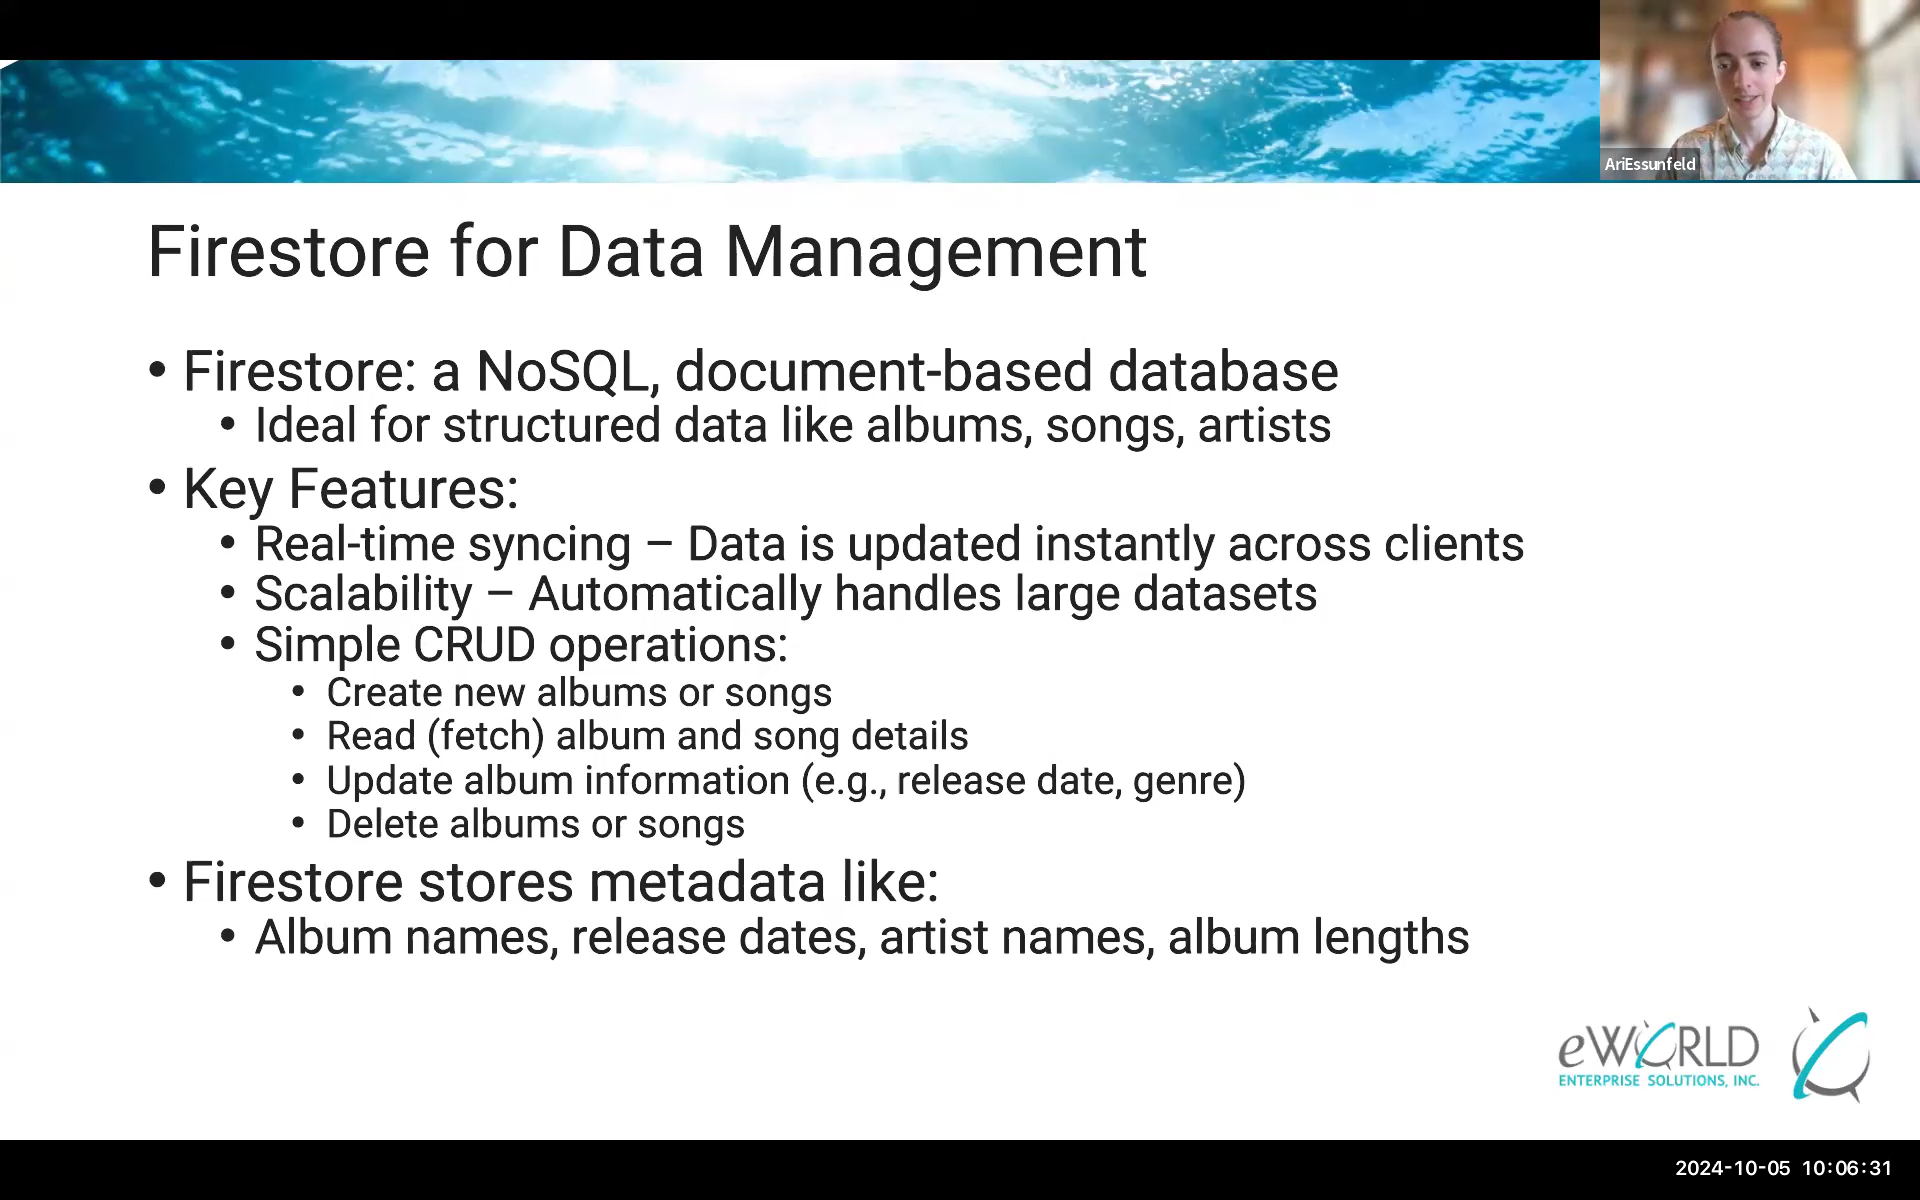 AriEssunfeld
Firestore for Data Management
• Firestore: a NoSQL, document-based database
• Ideal for structured data like albums, songs, artists
• Key Features:
• Real-time syncing – Data is updated instantly across clients
• Scalability – Automatically handles large datasets
• Simple CRUD operations:
• Create new albums or songs
• Read (fetch) album and song details
• Update album information (e.g., release date, genre)
• Delete albums or songs
• Firestore stores metadata like:
• Album names, release dates, artist names, album lengths
eWORLD
ENTERPRISE SOLUTIONS, INC.
2024-10-05 10:06:31